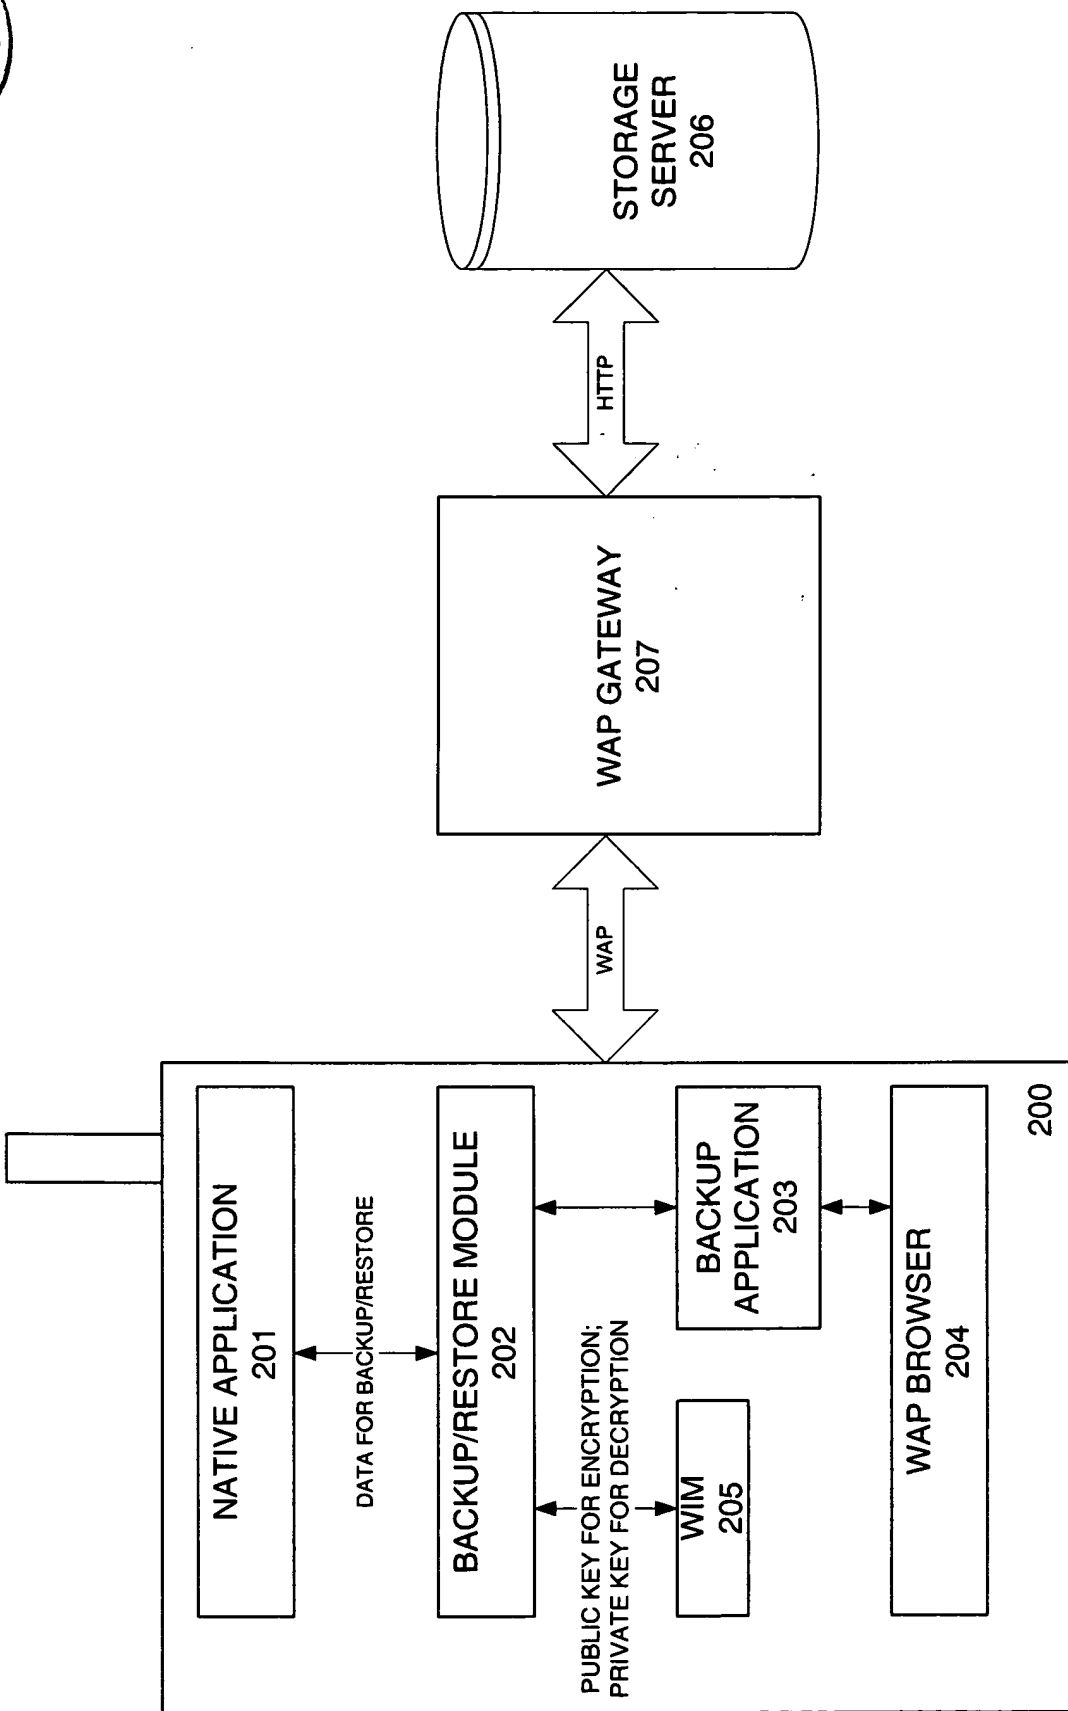 NATIVE APPLICATION
201
DATA FOR BACKUP/RESTORE
BACKUP/RESTORE MODULE
202
PUBLIC KEY FOR ENCRYPTION;
PRIVATE KEY FOR DECRYPTION
WIM
205
BACKUP
APPLICATION
203
WAP BROWSER
204
200
WAP
WAP GATEWAY
207
HTTP
STORAGE
SERVER
206